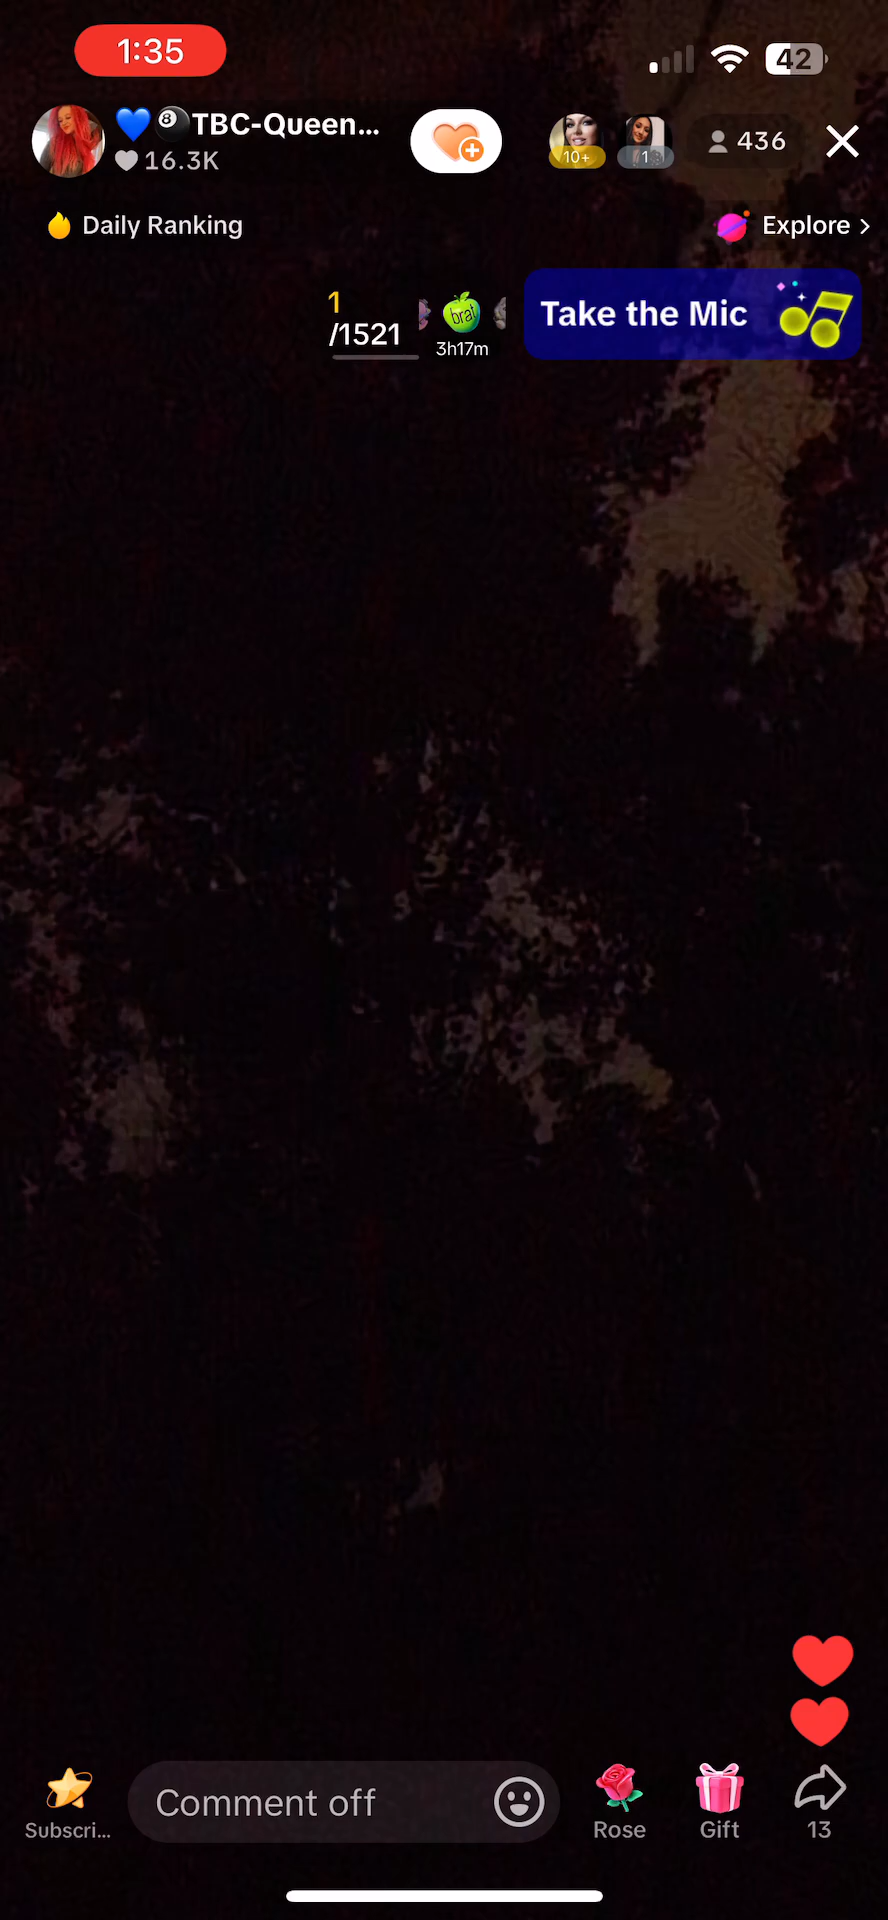 1:35
42
TBC-Queen...
16.3K
10+
1
436
Daily Ranking
Explore >
1
/1521
brat
3h17m
Take the Mic
Subscri...
Comment off
Rose
Gift
13